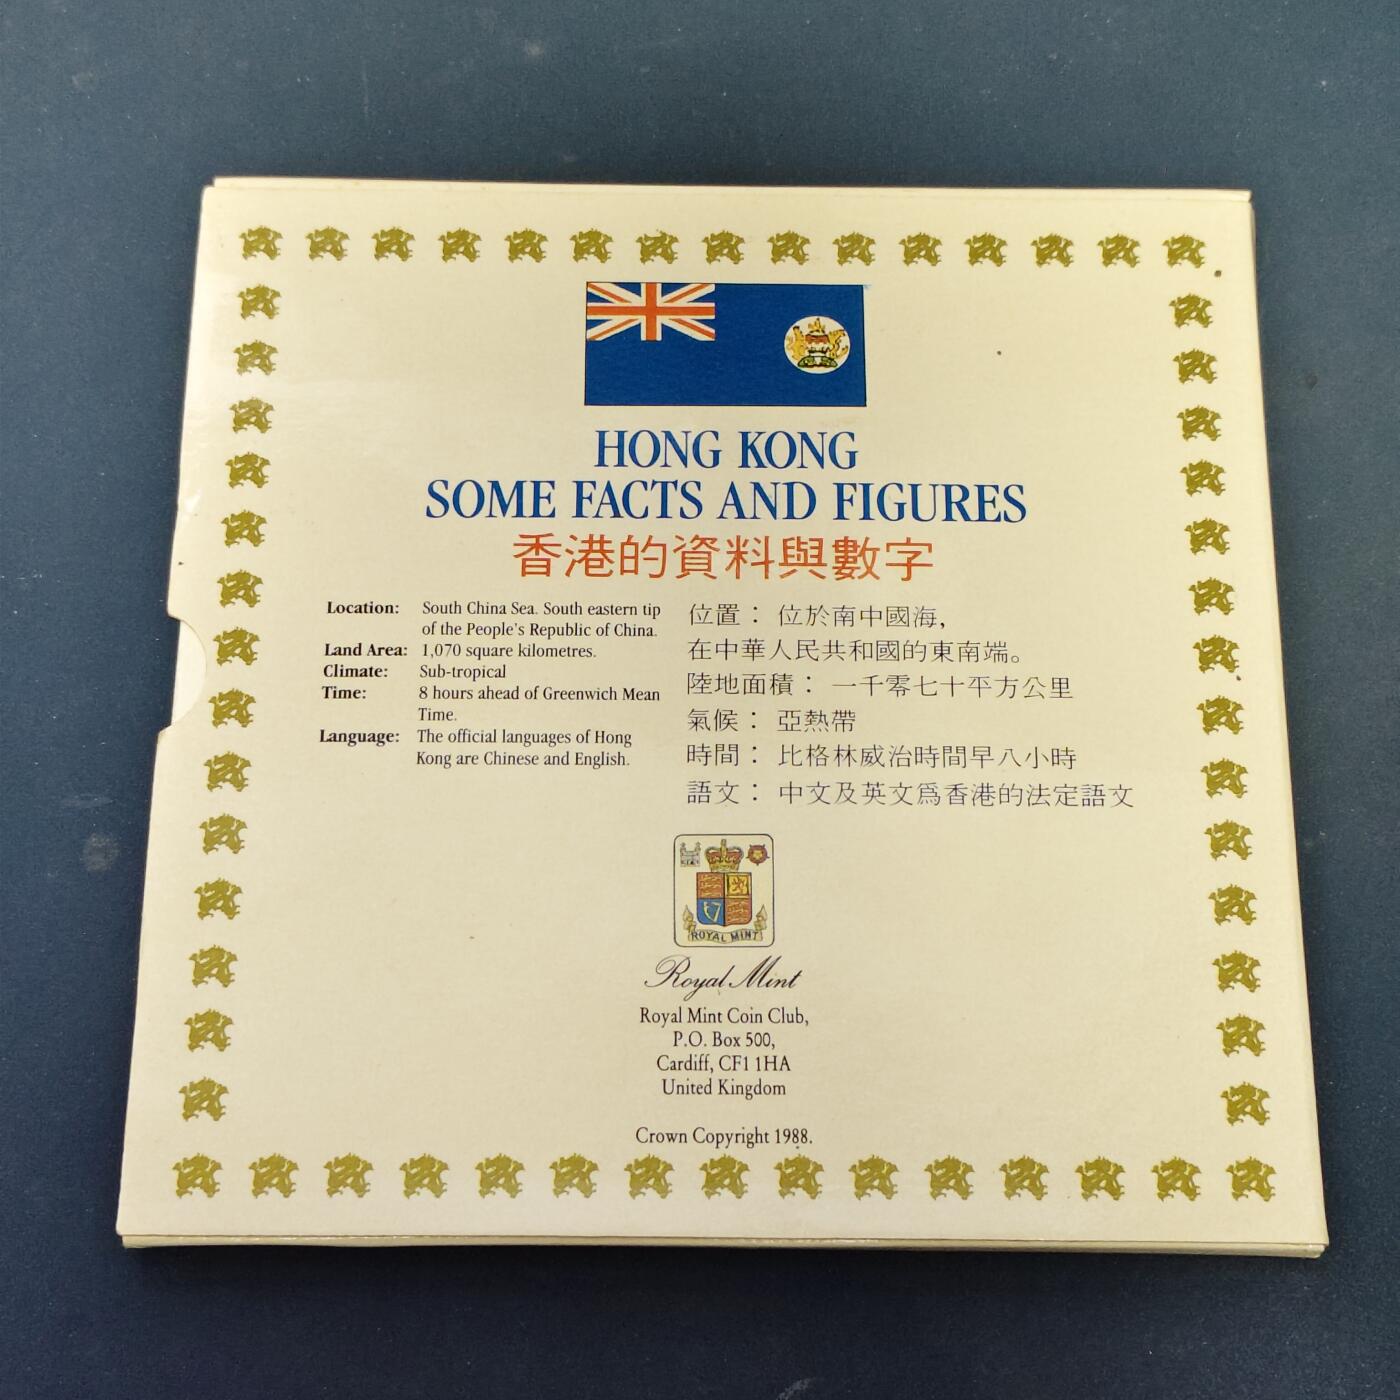 HONG KONG
SOME FACTS AND FIGURES
香港的資料與數字
Location: South China Sea. South eastern tip
of the People's Republic of China.
Land Area: 1,070 square kilometres.
Climate: Sub-tropical
Time: 8 hours ahead of Greenwich Mean
Time.
Language: The official languages of Hong
Kong are Chinese and English.
位置： 位於南中國海，
在中華人民共和國的東南端。
陸地面積： 一千零七十平方公里
氣候： 亞熱帶
時間： 比格林威治時間早八小時
語文： 中文及英文爲香港的法定語文
ROYAL MINT
Royal Mint
Royal Mint Coin Club,
P.O. Box 500,
Cardiff, CF1 1HA
United Kingdom
Crown Copyright 1988.